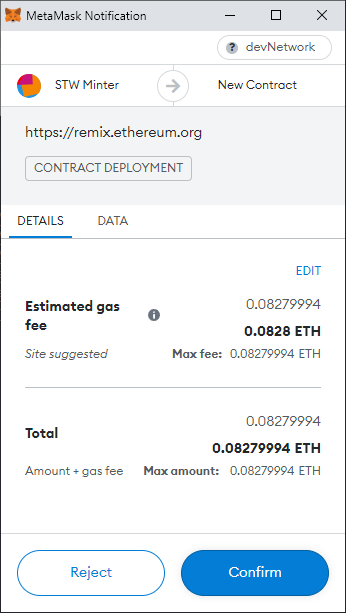 MetaMask Notification
? devNetwork
STW Minter
New Contract
https://remix.ethereum.org
CONTRACT DEPLOYMENT
DETAILS DATA
EDIT
Estimated gas fee
0.08279994
0.0828 ETH
Site suggested
Max fee: 0.08279994 ETH
Total
0.08279994
0.08279994 ETH
Amount + gas fee
Max amount: 0.08279994 ETH
Reject
Confirm